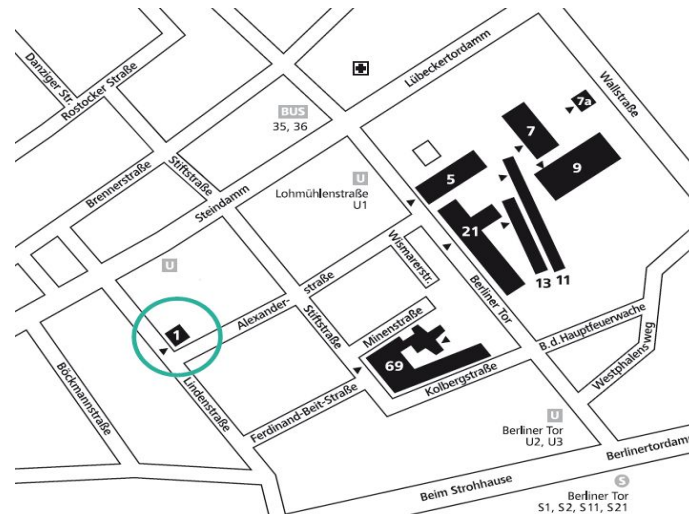 Danziger Str.
Rostocker Straße
Lübeckertordamm
Wallstraße
BUS
35, 36
7a
7
9
5
Brennerstraße
Stiftstraße
Steindamm
U
Lohmühlenstraße
U1
21
13
11
Wismarerstr.
Berliner Tor
U
1
Alexander-
straße
Stiftstraße
Minenstraße
69
Kolbergstraße
B.d.Hauptfeuerwache
Westphalensweg
Böckmannstraße
Lindenstraße
Ferdinand-Beit-Straße
U
Berliner Tor
U2, U3
Beim Strohhause
Berlinertordamm
S
Berliner Tor
S1, S2, S11, S21